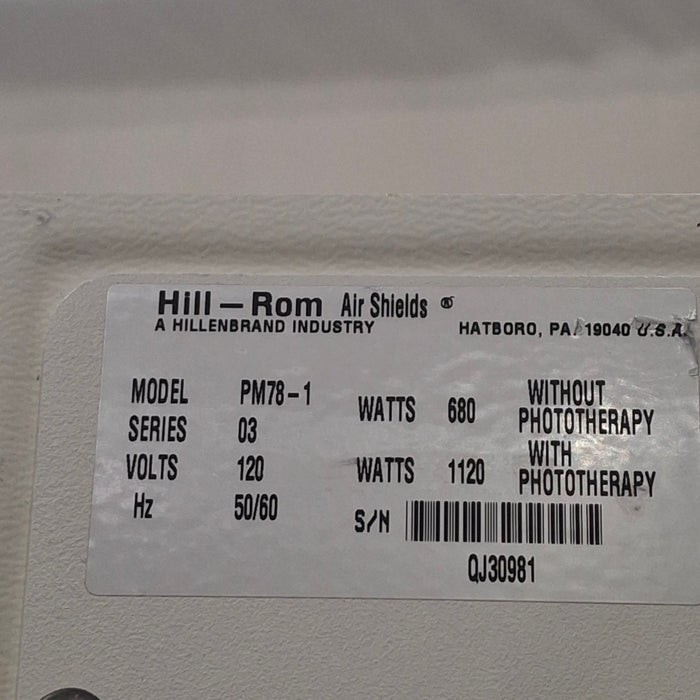 Hill-Rom Air Shields ®
A HILLENBRAND INDUSTRY HATBORO, PA. 19040 U.S.A.
MODEL PM78-1 WATTS 680 WITHOUT PHOTOTHERAPY
SERIES 03
VOLTS 120 WATTS 1120 WITH PHOTOTHERAPY
Hz 50/60 S/N
QJ30981